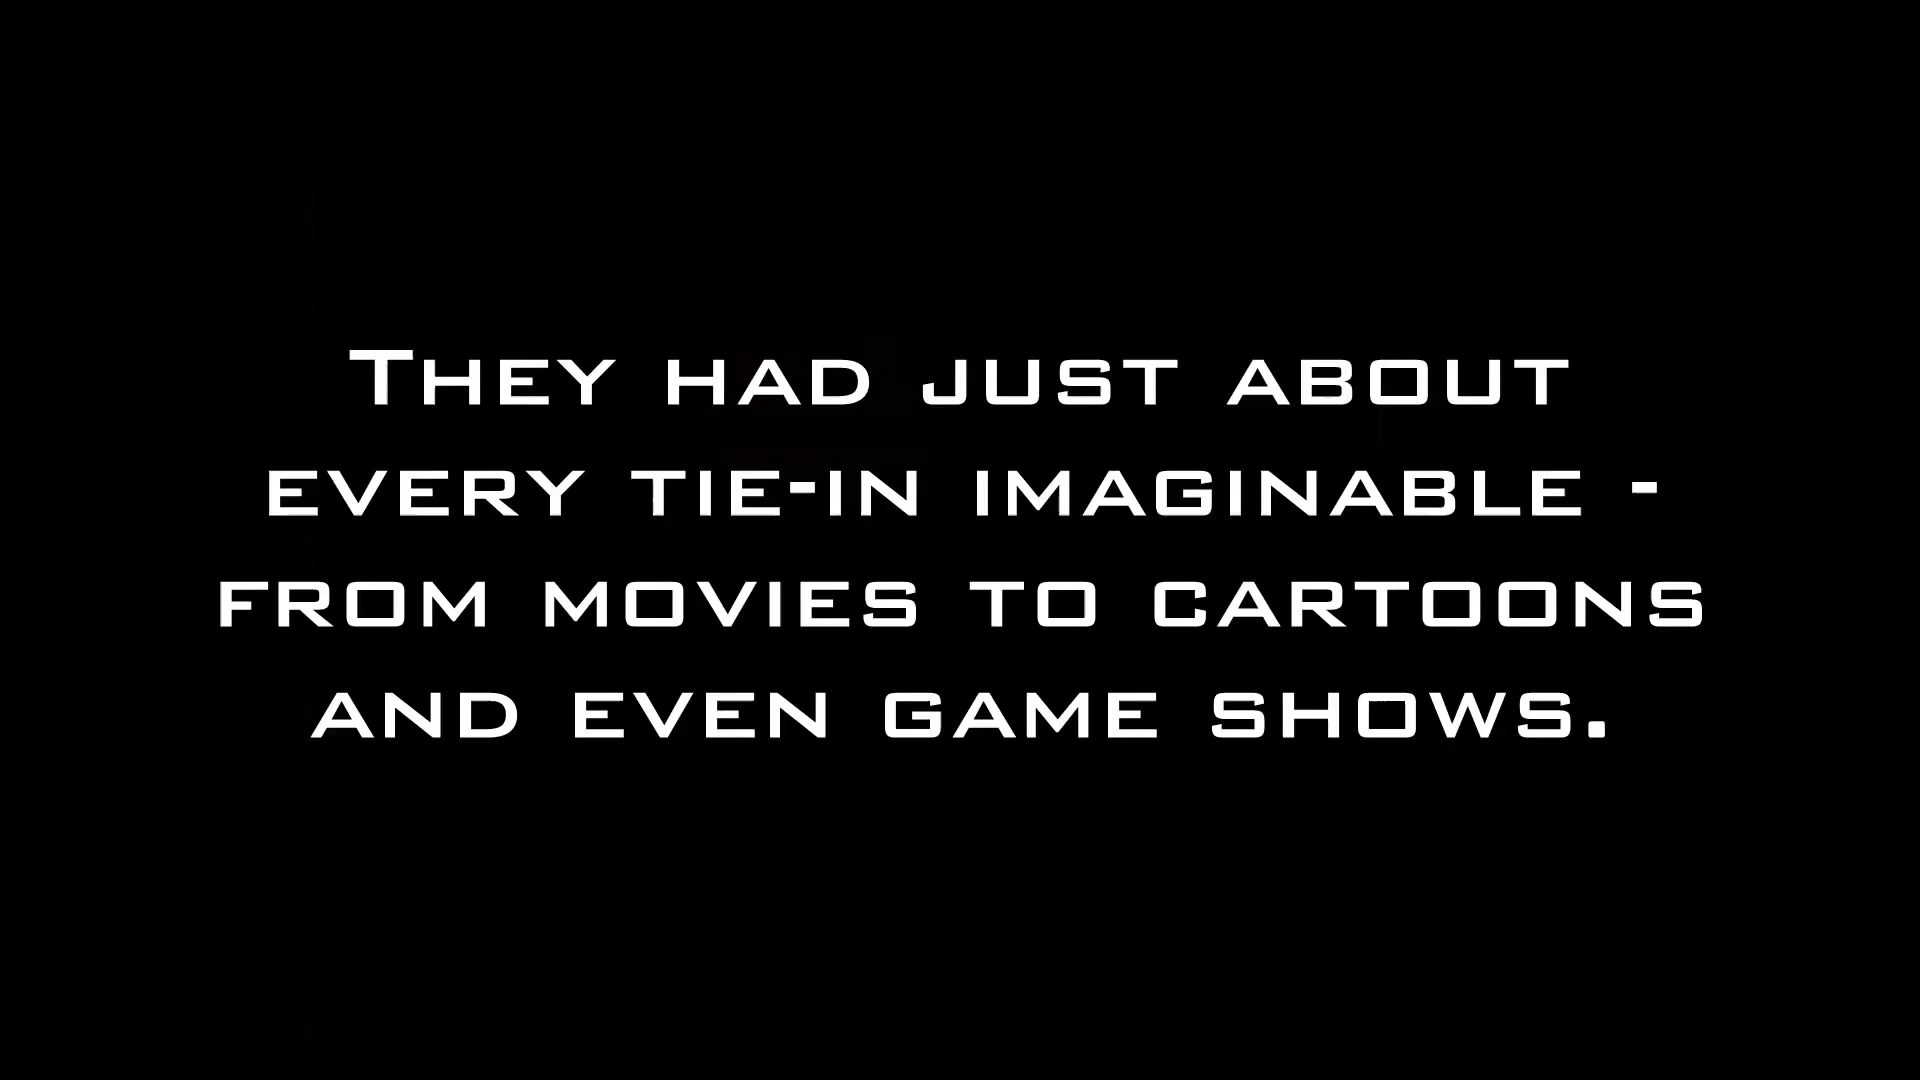 They had just about
every tie-in imaginable -
from movies to cartoons
and even game shows.